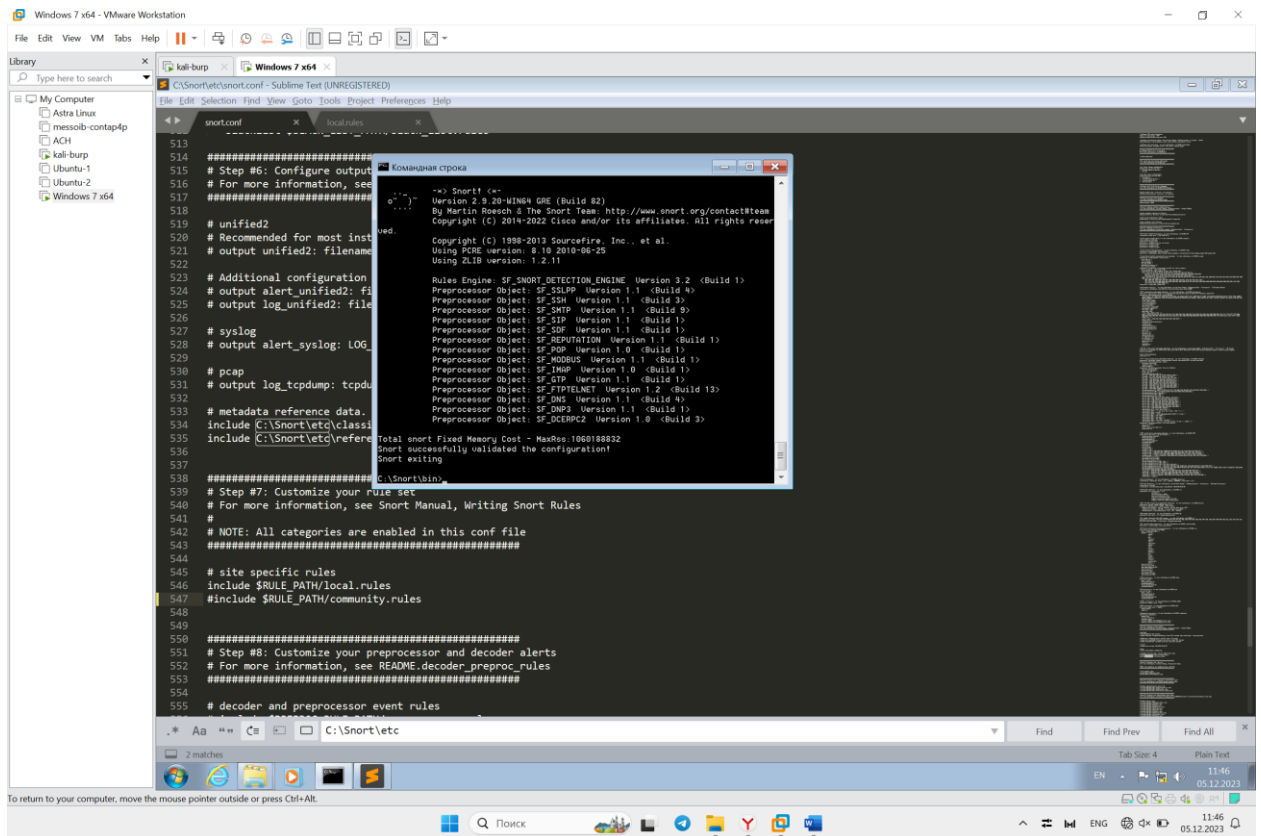 Windows 7 x64 - VMware Workstation
File Edit View VM Tabs Help
Library
kali-burp
Windows 7 x64
Type here to search
My Computer
Astra Linux
messoib-contap4p
ACH
kali-burp
Ubuntu-1
Ubuntu-2
Windows 7 x64
C:\Snort\etc\snort.conf - Sublime Text (UNREGISTERED)
File Edit Selection Find View Goto Tools Project Preferences Help
snort.conf
local.rules
513
514 ##################################
515 # Step #6: Configure output
516 # For more information, see
517 ##################################
518
519 # unified2
520 # Recommended for most inst
521 # output unified2: filename
522
523 # Additional configuration
524 # output alert_unified2: fi
525 # output log_unified2: file
526
527 # syslog
528 # output alert_syslog: LOG_
529
530 # pcap
531 # output log_tcpdump: tcpdu
532
533 # metadata reference data.
534 include C:\Snort\etc\classi
535 include C:\Snort\etc\refere
536
537
538 ##################################
539 # Step #7: Customize your rule set
540 # For more information, see Snort Manual, Writing Snort Rules
541 #
542 # NOTE: All categories are enabled in this conf file
543 ###################################################
544
545 # site specific rules
546 include $RULE_PATH/local.rules
547 #include $RULE_PATH/community.rules
548
549
550 ###################################################
551 # Step #8: Customize your preprocessor and decoder alerts
552 # For more information, see README.decoder_preproc_rules
553 ###################################################
554
555 # decoder and preprocessor event rules
Командная строка
-*> Snort! <*-
o" )~ Version 2.9.20-WIN64 GRE (Build 82)
'''' By Martin Roesch & The Snort Team: http://www.snort.org/contact#team
Copyright (C) 2014-2022 Cisco and/or its affiliates. All rights reser
ved.
Copyright (C) 1998-2013 Sourcefire, Inc., et al.
Using PCRE version: 8.10 2010-06-25
Using ZLIB version: 1.2.11
Rules Engine: SF_SNORT_DETECTION_ENGINE Version 3.2 <Build 1>
Preprocessor Object: SF_SSLPP Version 1.1 <Build 4>
Preprocessor Object: SF_SSH Version 1.1 <Build 3>
Preprocessor Object: SF_SMTP Version 1.1 <Build 9>
Preprocessor Object: SF_SIP Version 1.1 <Build 1>
Preprocessor Object: SF_SDF Version 1.1 <Build 1>
Preprocessor Object: SF_REPUTATION Version 1.1 <Build 1>
Preprocessor Object: SF_POP Version 1.0 <Build 1>
Preprocessor Object: SF_MODBUS Version 1.1 <Build 1>
Preprocessor Object: SF_IMAP Version 1.0 <Build 1>
Preprocessor Object: SF_GTP Version 1.1 <Build 1>
Preprocessor Object: SF_FTPTELNET Version 1.2 <Build 13>
Preprocessor Object: SF_DNS Version 1.1 <Build 4>
Preprocessor Object: SF_DNP3 Version 1.1 <Build 1>
Preprocessor Object: SF_DCERPC2 Version 1.0 <Build 3>
Total snort Fixed Memory Cost - MaxRss:1060188832
Snort successfully validated the configuration!
Snort exiting
C:\Snort\bin>_
.* Aa "" C:\Snort\etc Find Find Prev Find All
2 matches Tab Size: 4 Plain Text
EN 11:46
05.12.2023
To return to your computer, move the mouse pointer outside or press Ctrl+Alt.
Поиск
ENG 11:46
05.12.2023